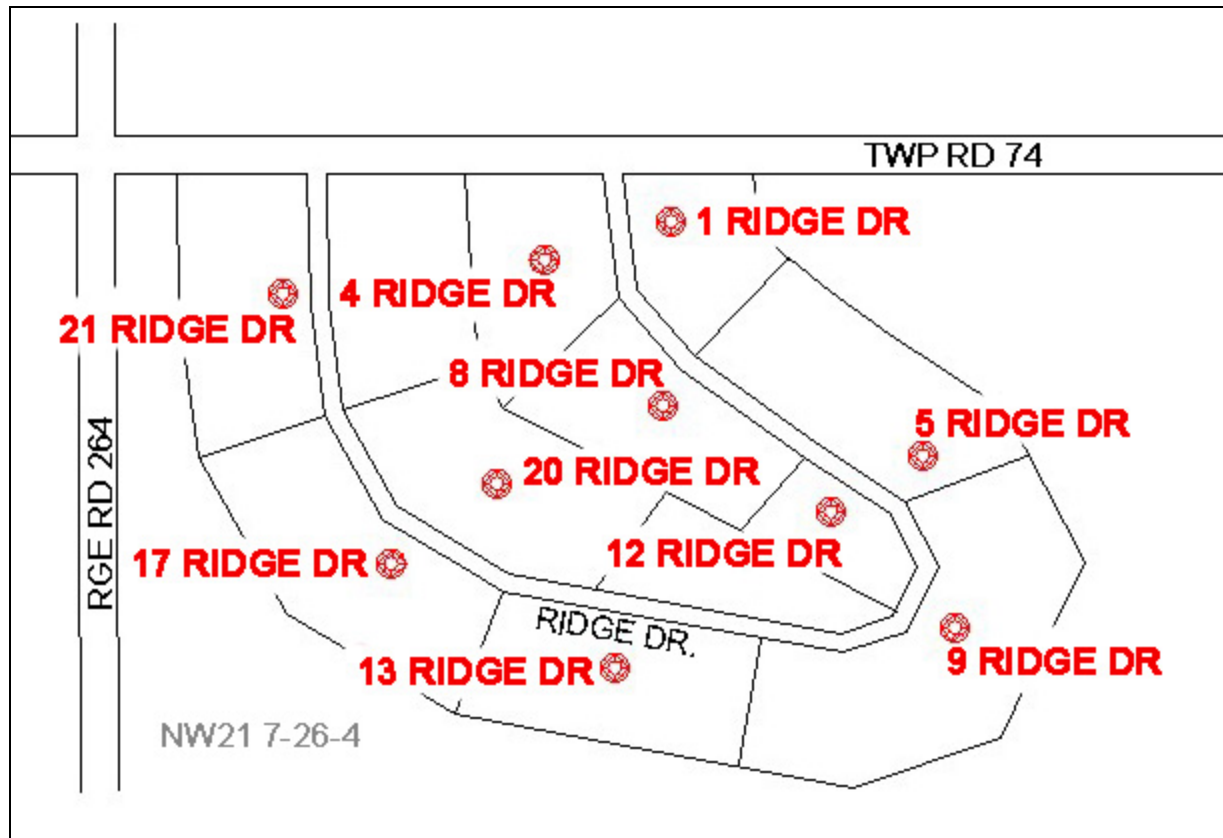 TWP RD 74
1 RIDGE DR
4 RIDGE DR
21 RIDGE DR
8 RIDGE DR
5 RIDGE DR
20 RIDGE DR
RGE RD 264
12 RIDGE DR
17 RIDGE DR
RIDGE DR.
13 RIDGE DR
9 RIDGE DR
NW21 7-26-4